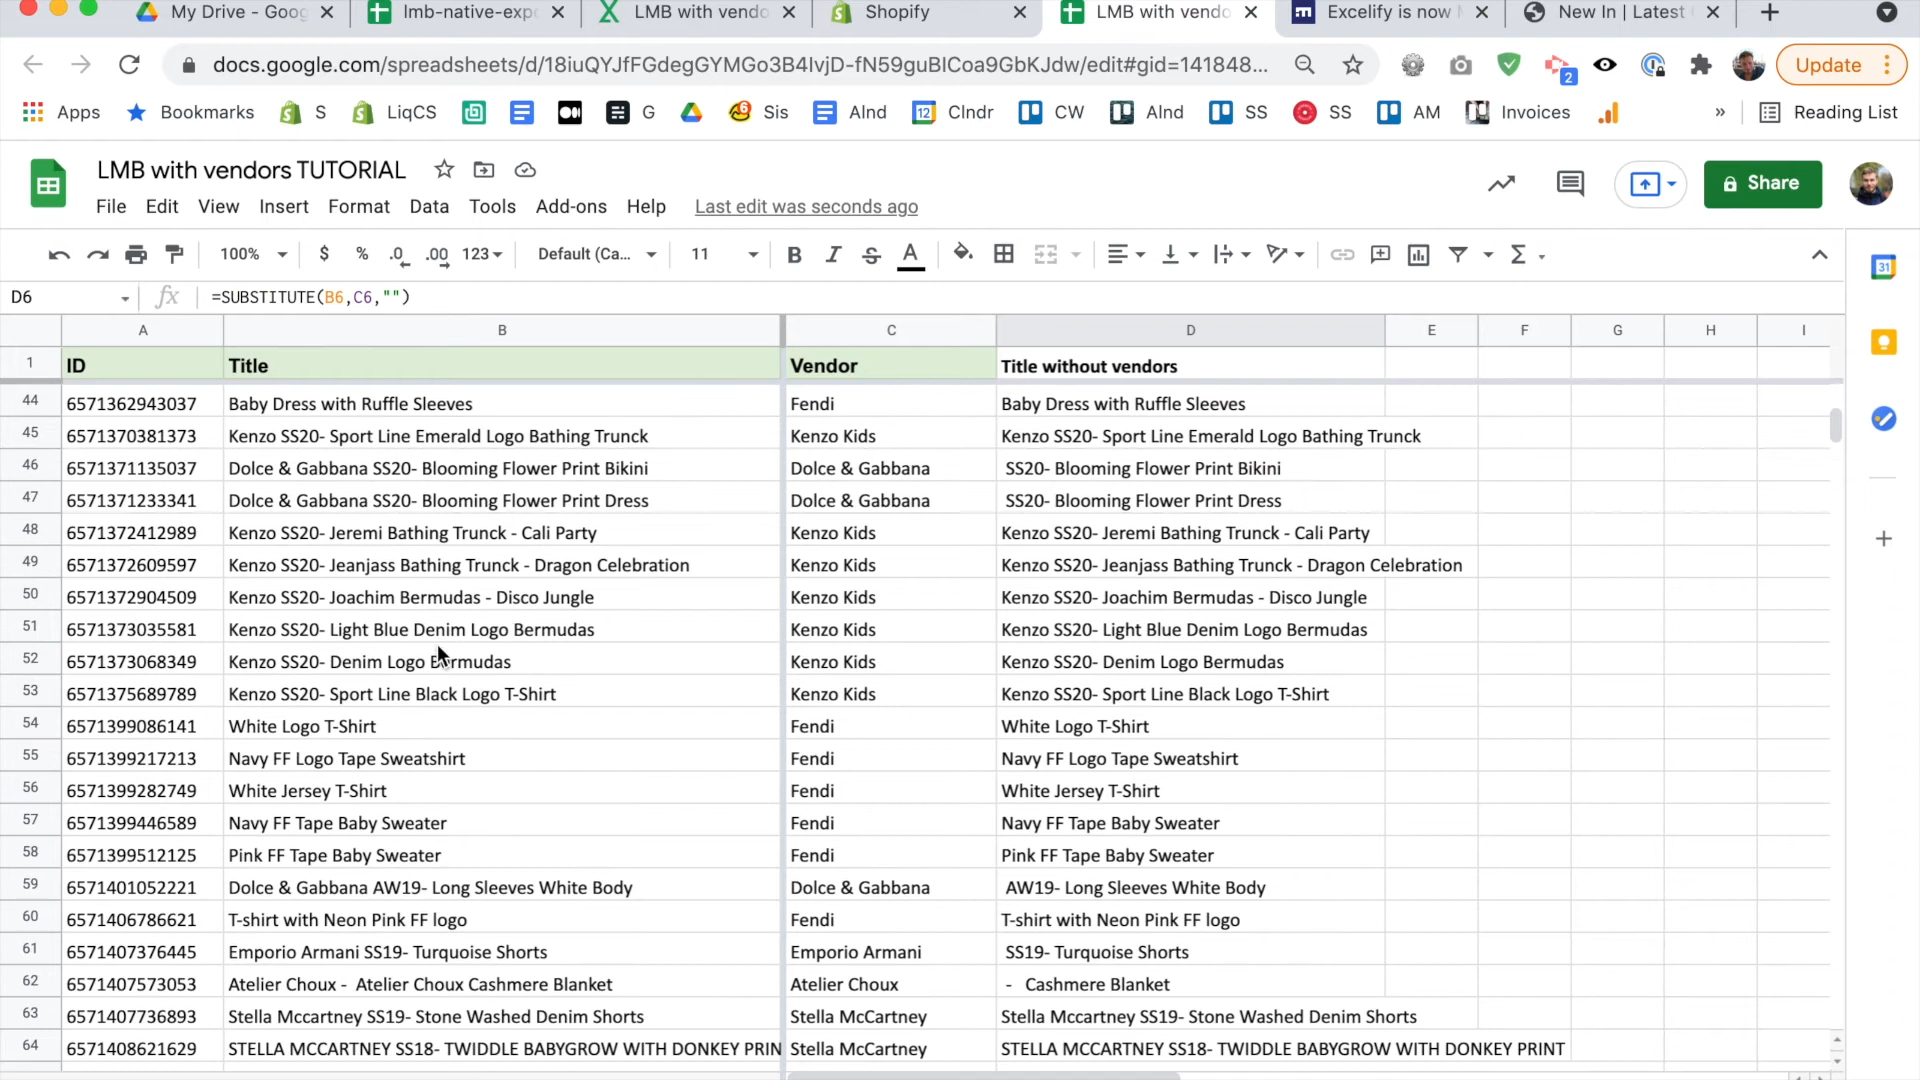 My Drive - Goog
lmb-native-exp
LMB with vendo
Shopify
LMB with vendo
Excelify is now
New In | Latest
docs.google.com/spreadsheets/d/18iuQYJfFGdegGYMGo3B4IvjD-fN59guBlCoa9GbKJdw/edit#gid=141848...
2
Update
Apps
Bookmarks
S
LiqCS
G
6
Sis
AInd
12
Clndr
CW
AInd
SS
SS
AM
Invoices
»
Reading List
LMB with vendors TUTORIAL
Share
File Edit View Insert Format Data Tools Add-ons Help Last edit was seconds ago
100% $ % .0 .00 123 Default (Ca... 11 B I S A
31
D6 fx =SUBSTITUTE(B6,C6,"")
A B C D E F G H I
1 ID Title Vendor Title without vendors
44 6571362943037 Baby Dress with Ruffle Sleeves Fendi Baby Dress with Ruffle Sleeves
45 6571370381373 Kenzo SS20- Sport Line Emerald Logo Bathing Trunck Kenzo Kids Kenzo SS20- Sport Line Emerald Logo Bathing Trunck
46 6571371135037 Dolce & Gabbana SS20- Blooming Flower Print Bikini Dolce & Gabbana SS20- Blooming Flower Print Bikini
47 6571371233341 Dolce & Gabbana SS20- Blooming Flower Print Dress Dolce & Gabbana SS20- Blooming Flower Print Dress
48 6571372412989 Kenzo SS20- Jeremi Bathing Trunck - Cali Party Kenzo Kids Kenzo SS20- Jeremi Bathing Trunck - Cali Party
49 6571372609597 Kenzo SS20- Jeanjass Bathing Trunck - Dragon Celebration Kenzo Kids Kenzo SS20- Jeanjass Bathing Trunck - Dragon Celebration
50 6571372904509 Kenzo SS20- Joachim Bermudas - Disco Jungle Kenzo Kids Kenzo SS20- Joachim Bermudas - Disco Jungle
51 6571373035581 Kenzo SS20- Light Blue Denim Logo Bermudas Kenzo Kids Kenzo SS20- Light Blue Denim Logo Bermudas
52 6571373068349 Kenzo SS20- Denim Logo Bermudas Kenzo Kids Kenzo SS20- Denim Logo Bermudas
53 6571375689789 Kenzo SS20- Sport Line Black Logo T-Shirt Kenzo Kids Kenzo SS20- Sport Line Black Logo T-Shirt
54 6571399086141 White Logo T-Shirt Fendi White Logo T-Shirt
55 6571399217213 Navy FF Logo Tape Sweatshirt Fendi Navy FF Logo Tape Sweatshirt
56 6571399282749 White Jersey T-Shirt Fendi White Jersey T-Shirt
57 6571399446589 Navy FF Tape Baby Sweater Fendi Navy FF Tape Baby Sweater
58 6571399512125 Pink FF Tape Baby Sweater Fendi Pink FF Tape Baby Sweater
59 6571401052221 Dolce & Gabbana AW19- Long Sleeves White Body Dolce & Gabbana AW19- Long Sleeves White Body
60 6571406786621 T-shirt with Neon Pink FF logo Fendi T-shirt with Neon Pink FF logo
61 6571407376445 Emporio Armani SS19- Turquoise Shorts Emporio Armani SS19- Turquoise Shorts
62 6571407573053 Atelier Choux - Atelier Choux Cashmere Blanket Atelier Choux - Cashmere Blanket
63 6571407736893 Stella Mccartney SS19- Stone Washed Denim Shorts Stella McCartney Stella Mccartney SS19- Stone Washed Denim Shorts
64 6571408621629 STELLA MCCARTNEY SS18- TWIDDLE BABYGROW WITH DONKEY PRIN Stella McCartney STELLA MCCARTNEY SS18- TWIDDLE BABYGROW WITH DONKEY PRINT